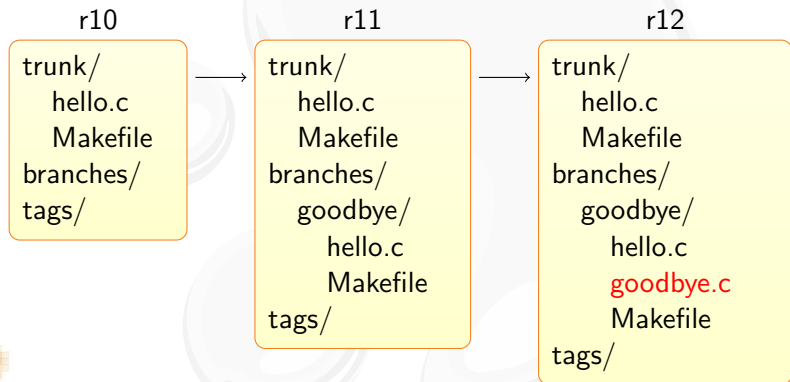 r10
trunk/
hello.c
Makefile
branches/
tags/
r11
trunk/
hello.c
Makefile
branches/
goodbye/
hello.c
Makefile
tags/
r12
trunk/
hello.c
Makefile
branches/
goodbye/
hello.c
goodbye.c
Makefile
tags/